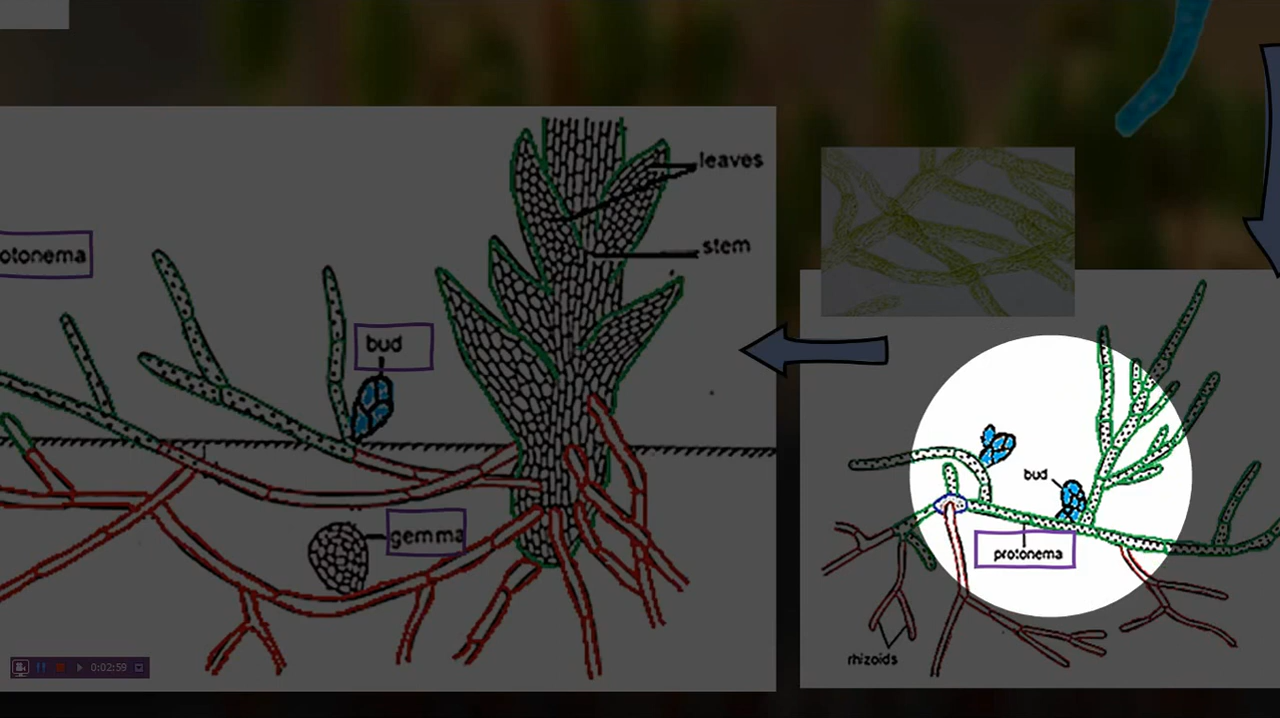 leaves
stem
otonema
bud
gemma
bud
protonema
rhizoids
0:02:59